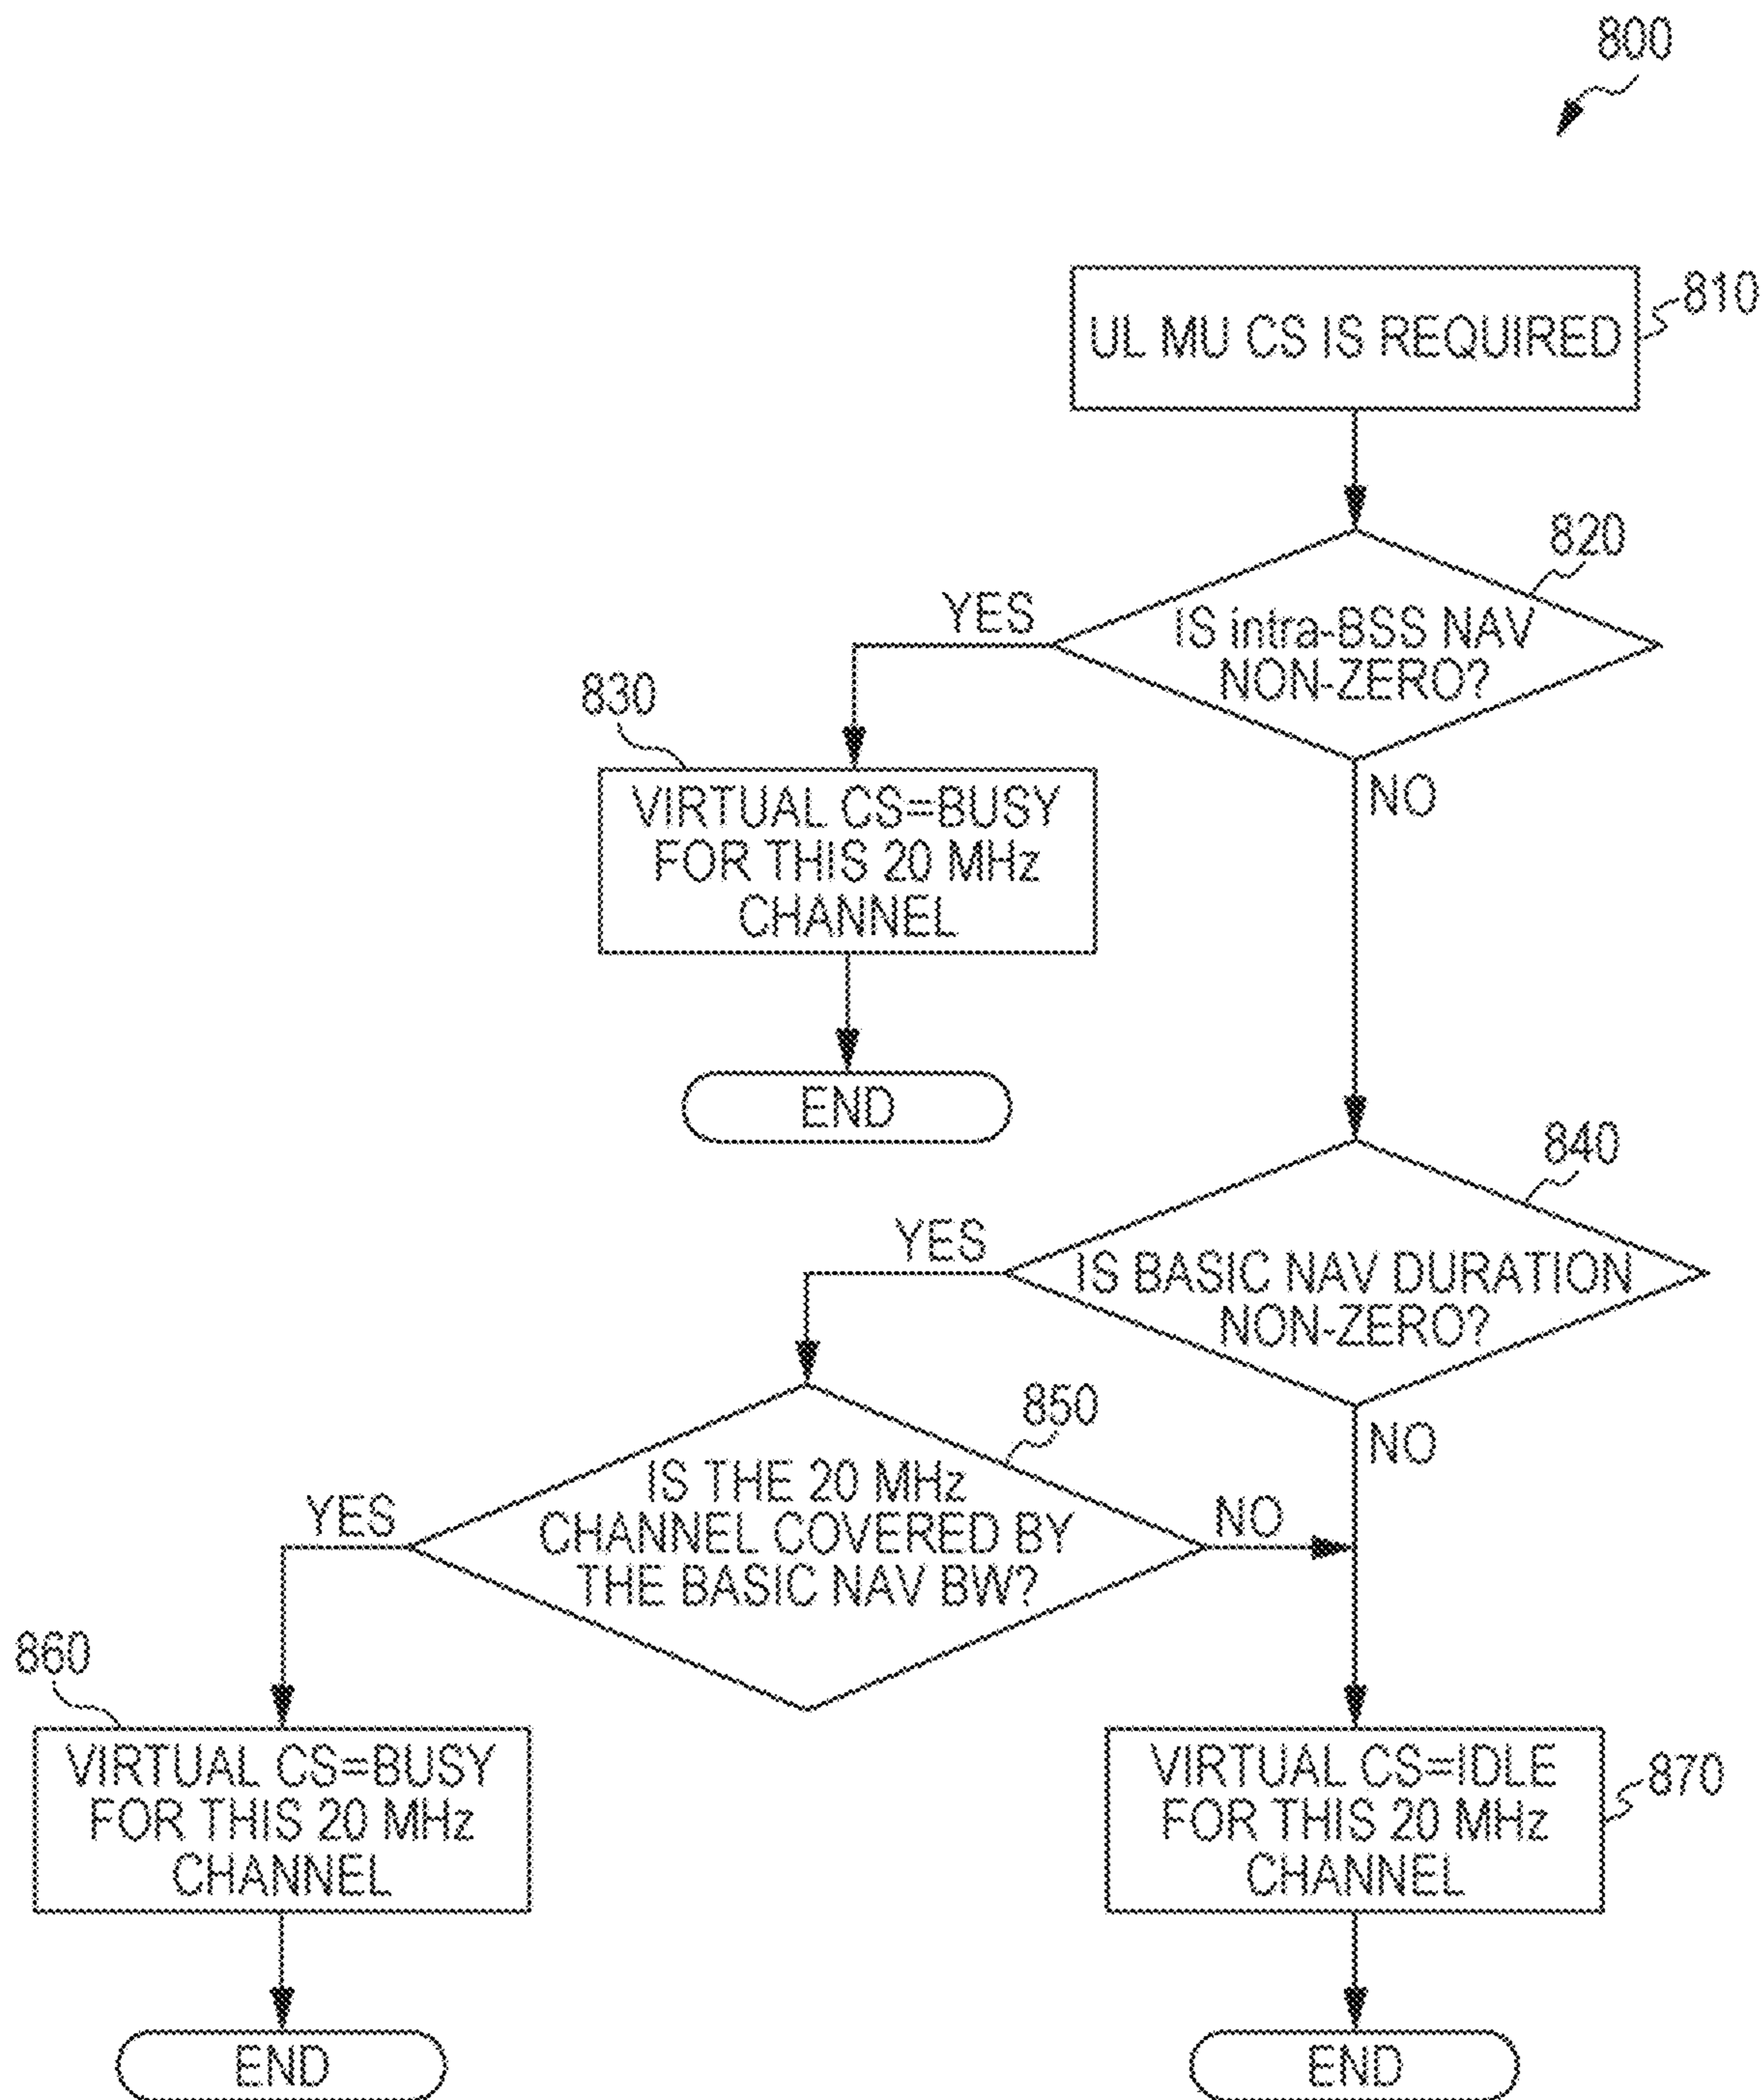 800
UL MU CS IS REQUIRED
810
820
IS intra-BSS NAV
NON-ZERO?
YES
NO
830
VIRTUAL CS=BUSY
FOR THIS 20 MHz
CHANNEL
END
840
IS BASIC NAV DURATION
NON-ZERO?
YES
NO
850
IS THE 20 MHz
CHANNEL COVERED BY
THE BASIC NAV BW?
YES
NO
860
VIRTUAL CS=BUSY
FOR THIS 20 MHz
CHANNEL
END
VIRTUAL CS=IDLE
FOR THIS 20 MHz
CHANNEL
870
END